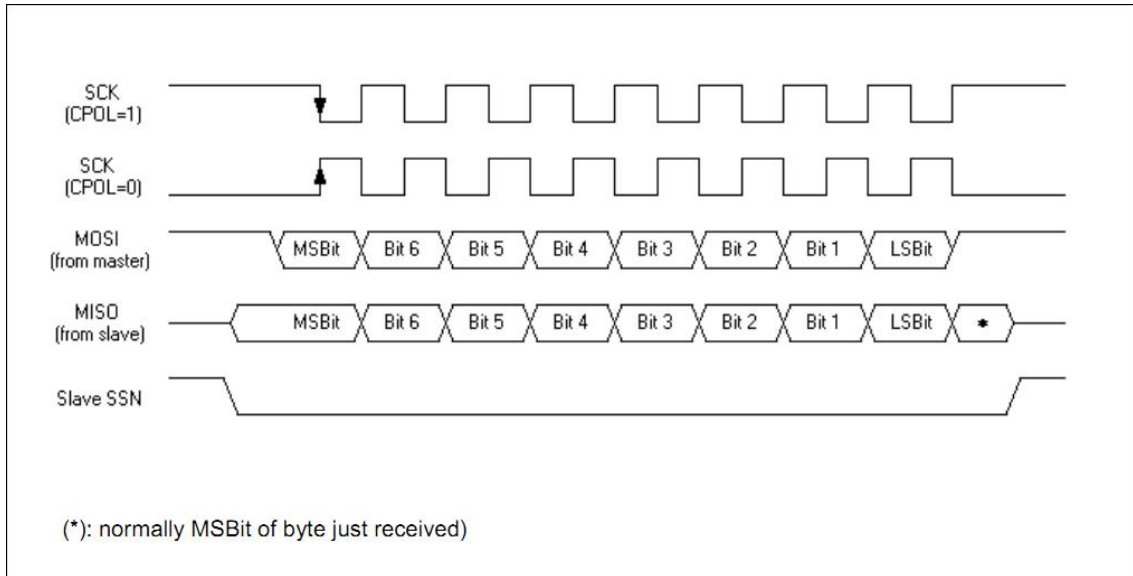 SCK
(CPOL=1)
SCK
(CPOL=0)
MOSI
(from master)
MSBit Bit 6 Bit 5 Bit 4 Bit 3 Bit 2 Bit 1 LSBit
MISO
(from slave)
MSBit Bit 6 Bit 5 Bit 4 Bit 3 Bit 2 Bit 1 LSBit *
Slave SSN
(*): normally MSBit of byte just received)